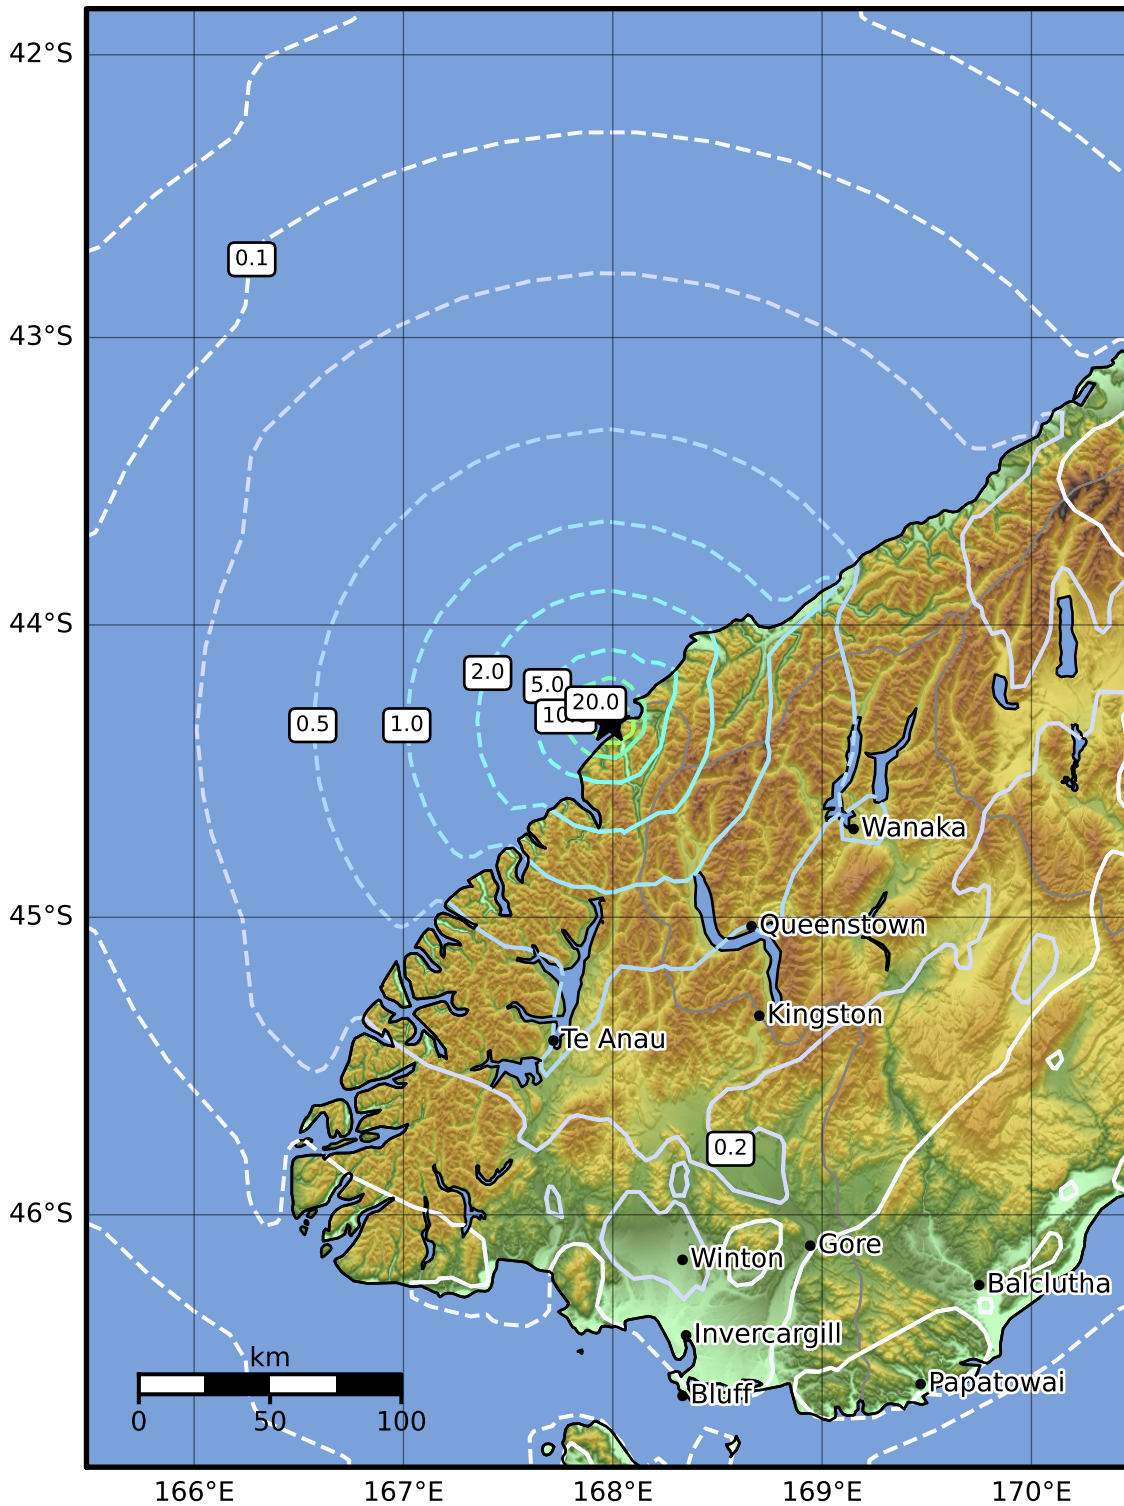 42°S
0.1
43°S
44°S
2.0
5.0
20.0
0.5
1.0
Wanaka
45°S
Queenstown
Kingston
Te Anau
0.2
46°S
Winton
Gore
Balclutha
Invercargill
km
Papatowai
Bluff
0
50
100
166°E
167°E
168°E
169°E
170°E